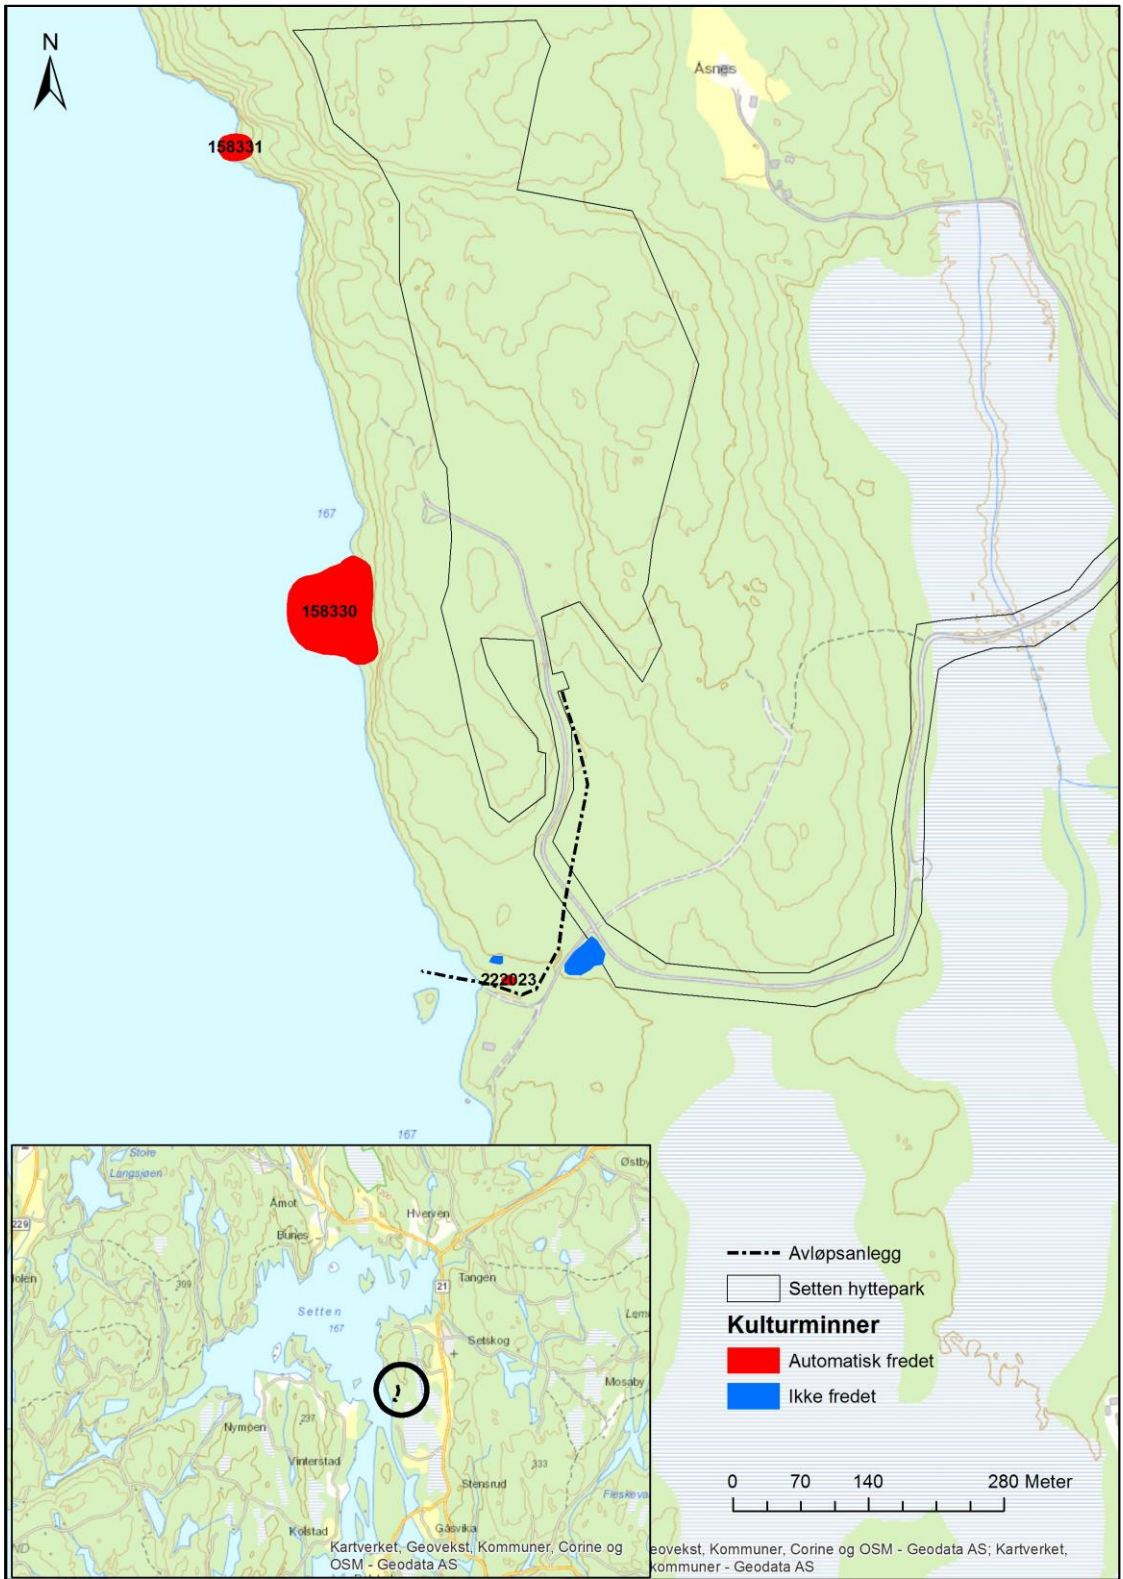 N
Åsnes
158331
167
158330
222023
167
Avløpsanlegg
Setten hyttepark
Kulturminner
Automatisk fredet
Ikke fredet
0 70 140 280 Meter
eovekst, Kommuner, Corine og OSM - Geodata AS; Kartverket,
kommuner - Geodata AS
Store
Langsjøen
Østby
Åmot
Hverven
229
Bunes
Tangen
399
21
Setten
167
Setskog
Mosaby
Nymoen
237
Vinterstad
333
Stensrud
Kolstad
Gåsvika
Kartverket, Geovekst, Kommuner, Corine og
OSM - Geodata AS